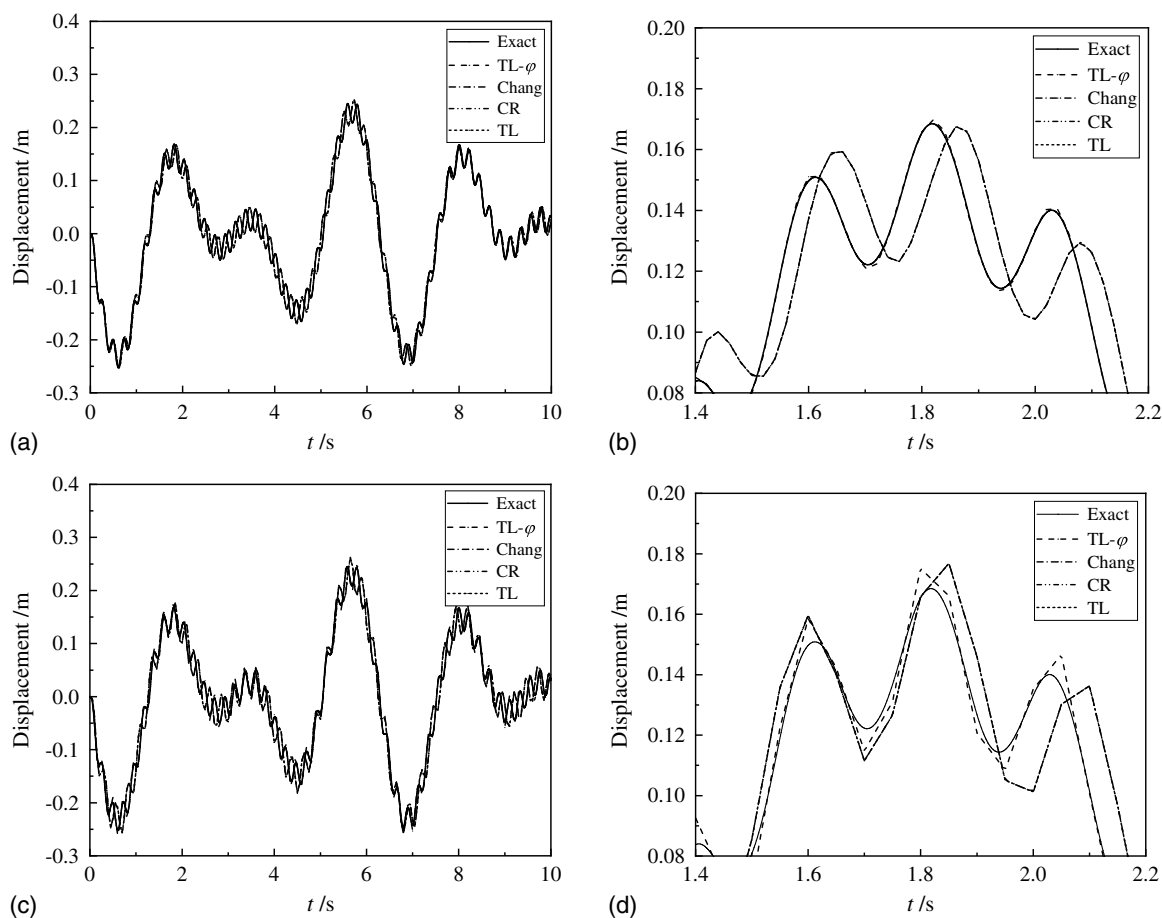 0.4
0.3
0.2
0.1
0.0
-0.1
-0.2
-0.3
Displacement /m
0 2 4 6 8 10
t /s
Exact
TL-φ
Chang
CR
TL
(a)
0.20
0.18
0.16
0.14
0.12
0.10
0.08
Displacement /m
1.4 1.6 1.8 2.0 2.2
t /s
Exact
TL-φ
Chang
CR
TL
(b)
0.4
0.3
0.2
0.1
0.0
-0.1
-0.2
-0.3
Displacement /m
0 2 4 6 8 10
t /s
Exact
TL-φ
Chang
CR
TL
(c)
0.20
0.18
0.16
0.14
0.12
0.10
0.08
Displacement /m
1.4 1.6 1.8 2.0 2.2
t /s
Exact
TL-φ
Chang
CR
TL
(d)